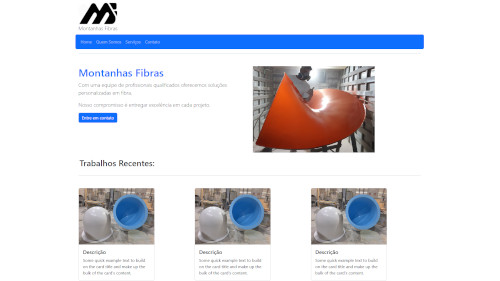 Montanhas Fibras
Home Quem Somos Serviços Contato
Montanhas Fibras
Com uma equipe de profissionais qualificados oferecemos soluções
personalizadas em fibra.
Nosso compromisso é entregar excelência em cada projeto.
Entre em contato
Trabalhos Recentes:
Descrição
Some quick example text to build
on the card title and make up the
bulk of the card's content.
Descrição
Some quick example text to build
on the card title and make up the
bulk of the card's content.
Descrição
Some quick example text to build
on the card title and make up the
bulk of the card's content.